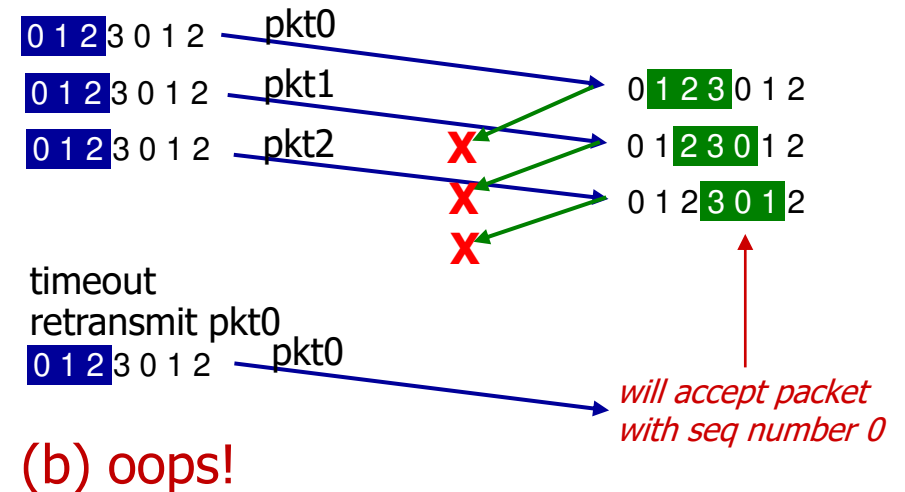 0 1 2 3 0 1 2 pkt0
0 1 2 3 0 1 2 pkt1
0 1 2 3 0 1 2
0 1 2 3 0 1 2 pkt2
X
0 1 2 3 0 1 2
X
0 1 2 3 0 1 2
X
timeout
retransmit pkt0
0 1 2 3 0 1 2 pkt0
will accept packet
with seq number 0
(b) oops!